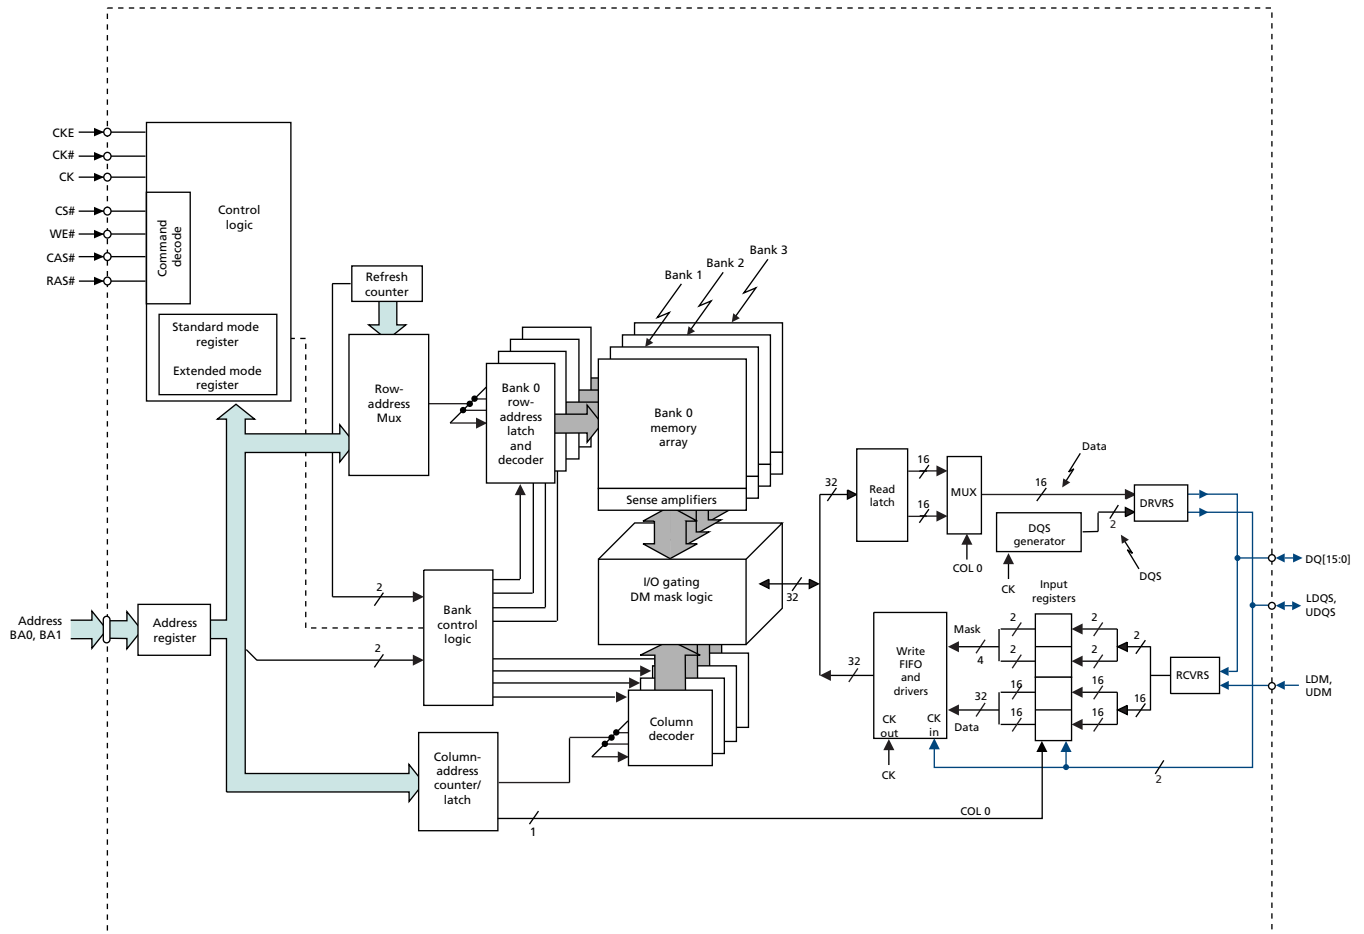 CKE
CK#
CK
CS#
WE#
CAS#
RAS#
Command
decode
Control
logic
Standard mode
register
Extended mode
register
Refresh
counter
Row-
address
Mux
Bank 0
row-
address
latch
and
decoder
Bank 1
Bank 2
Bank 3
Bank 0
memory
array
Sense amplifiers
I/O gating
DM mask logic
2
2
Bank
control
logic
Address
BA0, BA1
Address
register
Column-
address
counter/
latch
1
Column
decoder
32
32
32
Read
latch
16
16
MUX
COL 0
16
Data
DQS
generator
CK
2
DQS
DRVRS
DQ[15:0]
LDQS,
UDQS
LDM,
UDM
RCVRS
Input
registers
Write
FIFO
and
drivers
CK
out
CK
in
CK
Mask
4
32
Data
2
2
16
16
2
2
16
16
2
16
2
COL 0